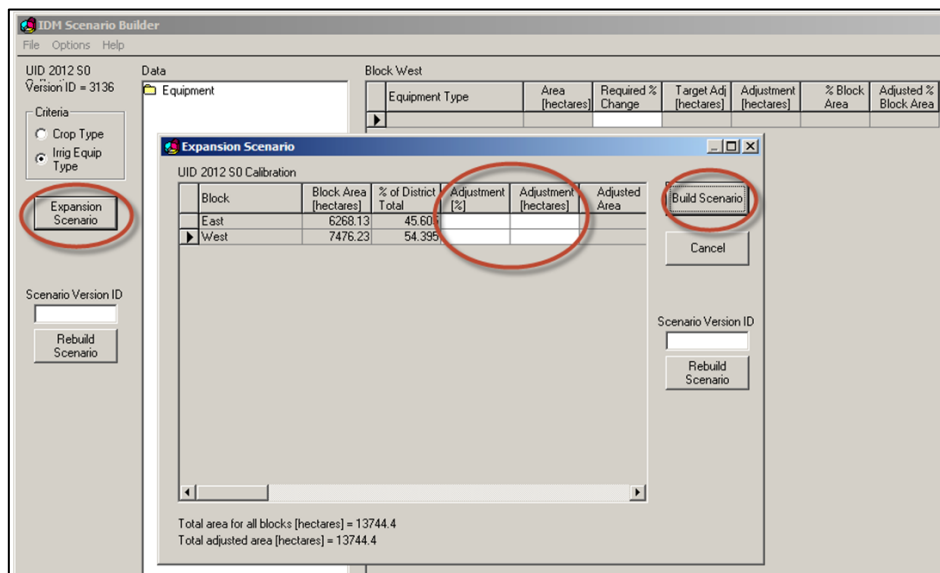 IDM Scenario Builder
File Options Help
UID 2012 S0
Version ID = 3136
Criteria
Crop Type
Irrig Equip
Type
Expansion
Scenario
Scenario Version ID
Rebuild
Scenario
Data
Equipment
Block West
Equipment Type
Area
[hectares]
Required %
Change
Target Adj
[hectares]
Adjustment
[hectares]
% Block
Area
Adjusted %
Block Area
Expansion Scenario
UID 2012 S0 Calibration
Block
Block Area
[hectares]
% of District
Total
Adjustment
[%]
Adjustment
[hectares]
Adjusted
Area
East 6268.13 45.605
West 7476.23 54.395
Build Scenario
Cancel
Scenario Version ID
Rebuild
Scenario
Total area for all blocks [hectares] = 13744.4
Total adjusted area [hectares] = 13744.4